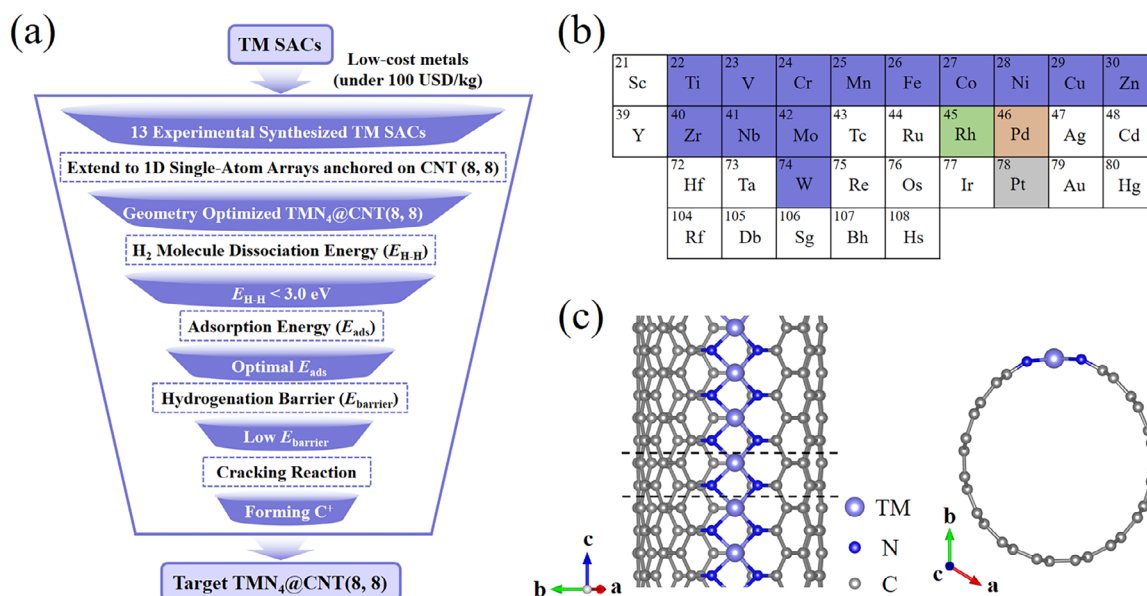 (a)
TM SACs
Low-cost metals
(under 100 USD/kg)
13 Experimental Synthesized TM SACs
Extend to 1D Single-Atom Arrays anchored on CNT (8, 8)
Geometry Optimized TMN₄@CNT(8, 8)
H₂ Molecule Dissociation Energy (E_H-H)
E_H-H < 3.0 eV
Adsorption Energy (E_ads)
Optimal E_ads
Hydrogenation Barrier (E_barrier)
Low E_barrier
Cracking Reaction
Forming C⁺
Target TMN₄@CNT(8, 8)
(b)
21 22 23 24 25 26 27 28 29 30
Sc Ti V Cr Mn Fe Co Ni Cu Zn
39 40 41 42 43 44 45 46 47 48
Y Zr Nb Mo Tc Ru Rh Pd Ag Cd
72 73 74 75 76 77 78 79 80
Hf Ta W Re Os Ir Pt Au Hg
104 105 106 107 108
Rf Db Sg Bh Hs
(c)
c
b a
TM
N
C
b
c a